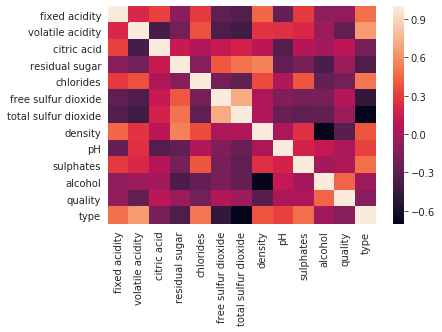 fixed acidity
volatile acidity
citric acid
residual sugar
chlorides
free sulfur dioxide
total sulfur dioxide
density
pH
sulphates
alcohol
quality
type
fixed acidity
volatile acidity
citric acid
residual sugar
chlorides
free sulfur dioxide
total sulfur dioxide
density
pH
sulphates
alcohol
quality
type
0.9
0.6
0.3
0.0
−0.3
−0.6